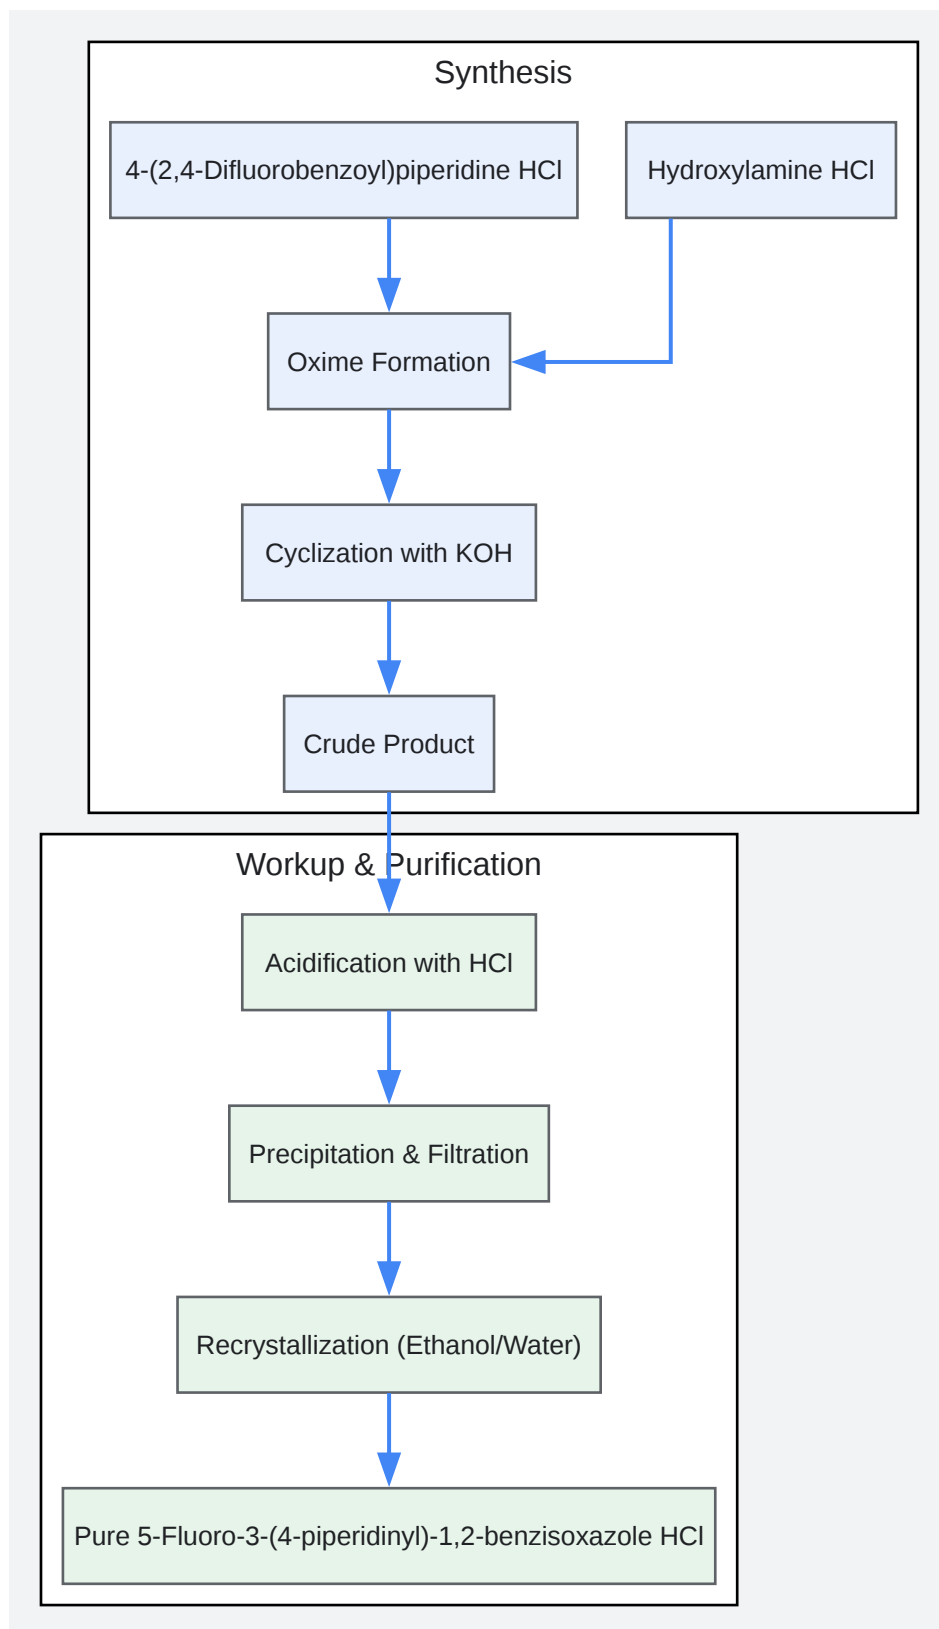 Synthesis
4-(2,4-Difluorobenzoyl)piperidine HCl
Hydroxylamine HCl
Oxime Formation
Cyclization with KOH
Crude Product
Workup & Purification
Acidification with HCl
Precipitation & Filtration
Recrystallization (Ethanol/Water)
Pure 5-Fluoro-3-(4-piperidinyl)-1,2-benzisoxazole HCl